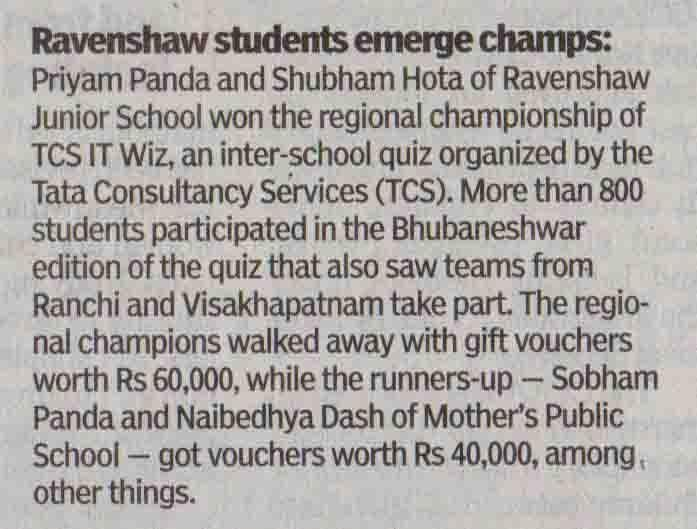 Ravenshaw students emerge champs:
Priyam Panda and Shubham Hota of Ravenshaw
Junior School won the regional championship of
TCS IT Wiz, an inter-school quiz organized by the
Tata Consultancy Services (TCS). More than 800
students participated in the Bhubaneshwar
edition of the quiz that also saw teams from
Ranchi and Visakhapatnam take part. The regio-
nal champions walked away with gift vouchers
worth Rs 60,000, while the runners-up — Sobham
Panda and Naibedhya Dash of Mother's Public
School — got vouchers worth Rs 40,000, among
other things.